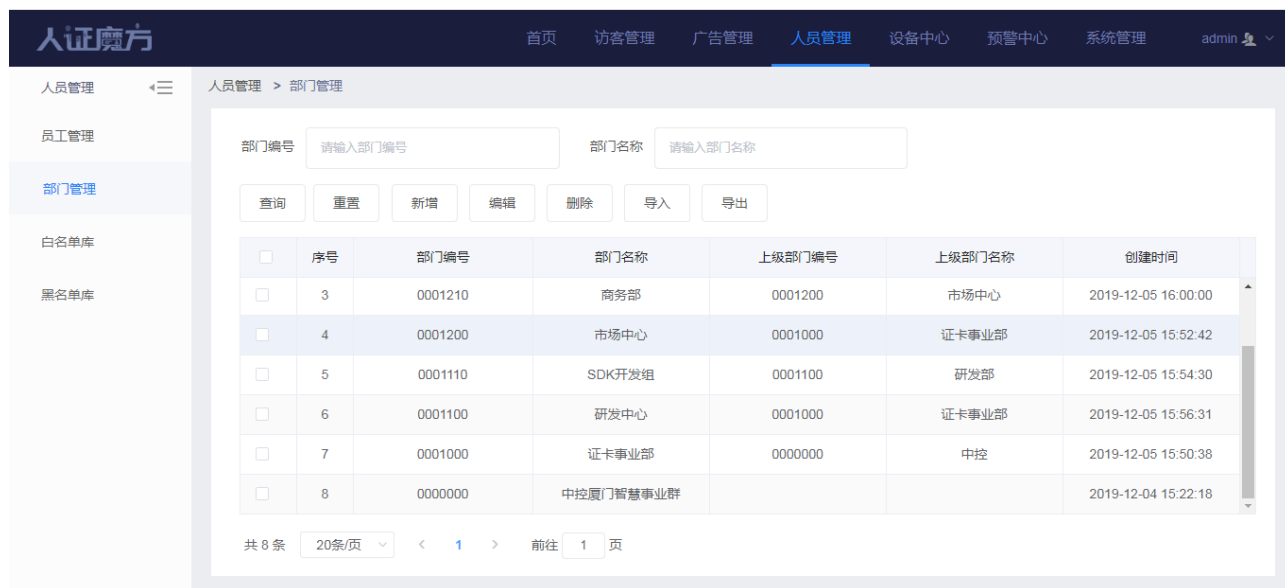 人证魔方 首页 访客管理 广告管理 人员管理 设备中心 预警中心 系统管理 admin
人员管理
员工管理
部门管理
白名单库
黑名单库
人员管理 > 部门管理
部门编号 请输入部门编号 部门名称 请输入部门名称
查询 重置 新增 编辑 删除 导入 导出
序号 部门编号 部门名称 上级部门编号 上级部门名称 创建时间
3 0001210 商务部 0001200 市场中心 2019-12-05 16:00:00
4 0001200 市场中心 0001000 证卡事业部 2019-12-05 15:52:42
5 0001110 SDK开发组 0001100 研发部 2019-12-05 15:54:30
6 0001100 研发中心 0001000 证卡事业部 2019-12-05 15:56:31
7 0001000 证卡事业部 0000000 中控 2019-12-05 15:50:38
8 0000000 中控厦门智慧事业群 2019-12-04 15:22:18
共 8 条 20条/页 < 1 > 前往 1 页